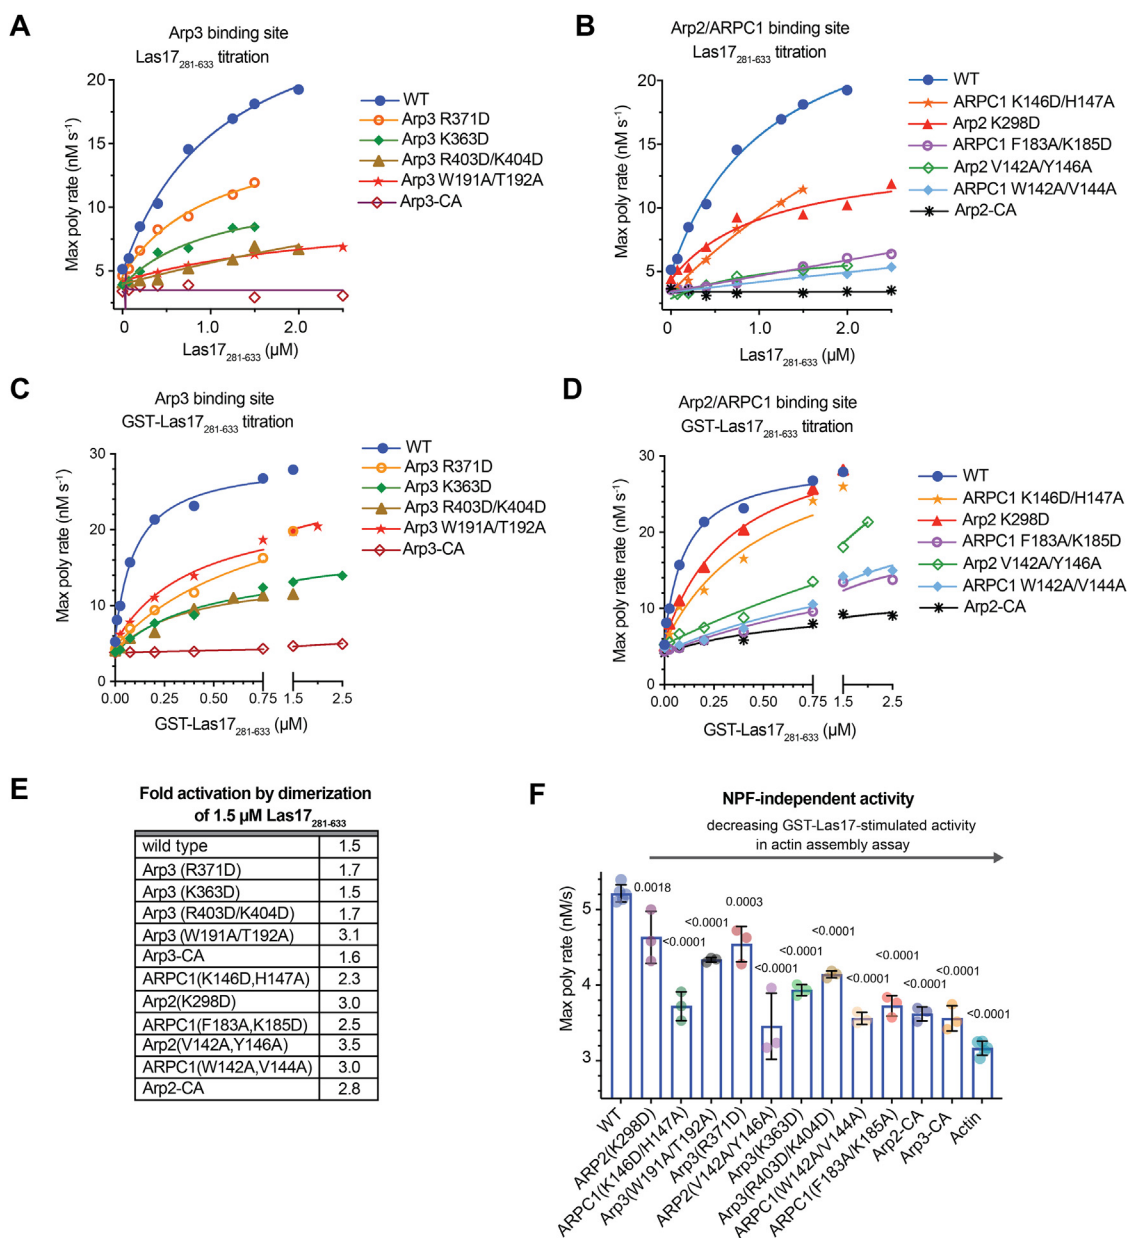 A
Arp3 binding site
Las17281-633 titration
Max poly rate (nM s-1)
20
15
10
5
0
1.0
2.0
Las17281-633 (µM)
WT
Arp3 R371D
Arp3 K363D
Arp3 R403D/K404D
Arp3 W191A/T192A
Arp3-CA
B
Arp2/ARPC1 binding site
Las17281-633 titration
Max poly rate (nM s-1)
20
15
10
5
0
1.0
2.0
Las17281-633 (µM)
WT
ARPC1 K146D/H147A
Arp2 K298D
ARPC1 F183A/K185D
Arp2 V142A/Y146A
ARPC1 W142A/V144A
Arp2-CA
C
Arp3 binding site
GST-Las17281-633 titration
Max poly rate (nM s-1)
30
20
10
0
0.00
0.25
0.50
0.75
1.5
2.5
GST-Las17281-633 (µM)
WT
Arp3 R371D
Arp3 K363D
Arp3 R403D/K404D
Arp3 W191A/T192A
Arp3-CA
D
Arp2/ARPC1 binding site
GST-Las17281-633 titration
Max poly rate rate (nM s-1)
30
20
10
0
0.00
0.25
0.50
0.75
1.5
2.5
GST-Las17281-633 (µM)
WT
ARPC1 K146D/H147A
Arp2 K298D
ARPC1 F183A/K185D
Arp2 V142A/Y146A
ARPC1 W142A/V144A
Arp2-CA
E
Fold activation by dimerization
of 1.5 µM Las17281-633
wild type 1.5
Arp3 (R371D) 1.7
Arp3 (K363D) 1.5
Arp3 (R403D/K404D) 1.7
Arp3 (W191A/T192A) 3.1
Arp3-CA 1.6
ARPC1(K146D,H147A) 2.3
Arp2(K298D) 3.0
ARPC1(F183A,K185D) 2.5
Arp2(V142A,Y146A) 3.5
ARPC1(W142A,V144A) 3.0
Arp2-CA 2.8
F
NPF-independent activity
decreasing GST-Las17-stimulated activity
in actin assembly assay
Max poly rate (nM/s)
5
4
3
0.0018
<0.0001
<0.0001
0.0003
<0.0001
<0.0001
<0.0001
<0.0001
<0.0001
<0.0001
<0.0001
<0.0001
WT
ARP2(K298D)
ARPC1(K146D/H147A)
Arp3(W191A/T192A)
Arp3(R371D)
ARP2(V142A/Y146A)
Arp3(K363D)
Arp3(R403D/K404D)
ARPC1(W142A/V144A)
ARPC1(F183A/K185A)
Arp2-CA
Arp3-CA
Actin